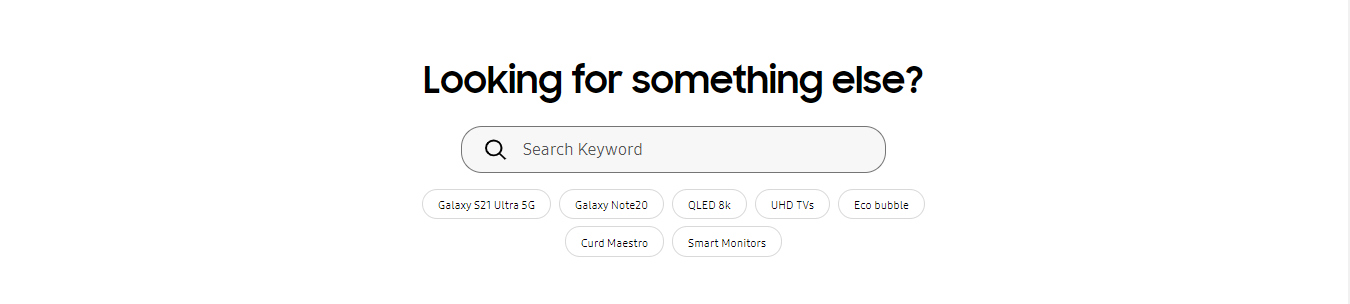 Looking for something else?
Search Keyword
Galaxy S21 Ultra 5G Galaxy Note20 QLED 8k UHD TVs Eco bubble
Curd Maestro Smart Monitors